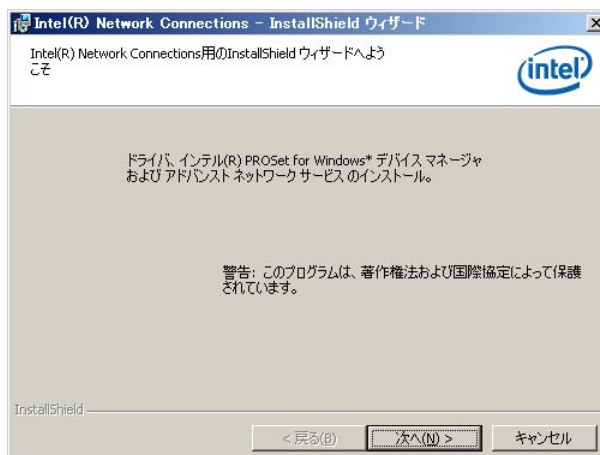 Intel(R) Network Connections - InstallShield ウィザード
Intel(R) Network Connections用のInstallShield ウィザードへよう
こそ
intel
ドライバ、インテル(R) PROSet for Windows* デバイス マネージャ
および アドバンスト ネットワーク サービス のインストール。
警告: このプログラムは、著作権法および国際協定によって保護
されています。
InstallShield
< 戻る(B)
次へ(N) >
キャンセル